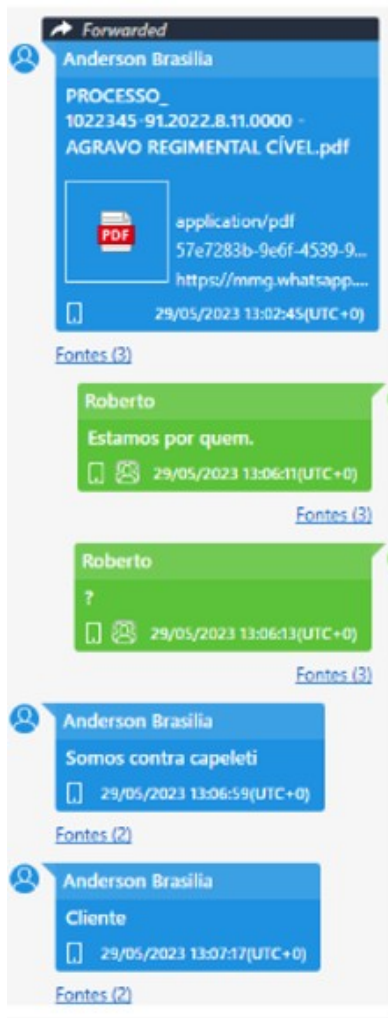 Forwarded
Anderson Brasilia
PROCESSO_
1022345-91.2022.8.11.0000 -
AGRAVO REGIMENTAL CÍVEL.pdf
PDF
application/pdf
57e7283b-9e6f-4539-9...
https://mmg.whatsapp....
29/05/2023 13:02:45(UTC+0)
Fontes (3)
Roberto
Estamos por quem.
29/05/2023 13:06:11(UTC+0)
Fontes (3)
Roberto
?
29/05/2023 13:06:13(UTC+0)
Fontes (3)
Anderson Brasilia
Somos contra capeleti
29/05/2023 13:06:59(UTC+0)
Fontes (2)
Anderson Brasilia
Cliente
29/05/2023 13:07:17(UTC+0)
Fontes (2)